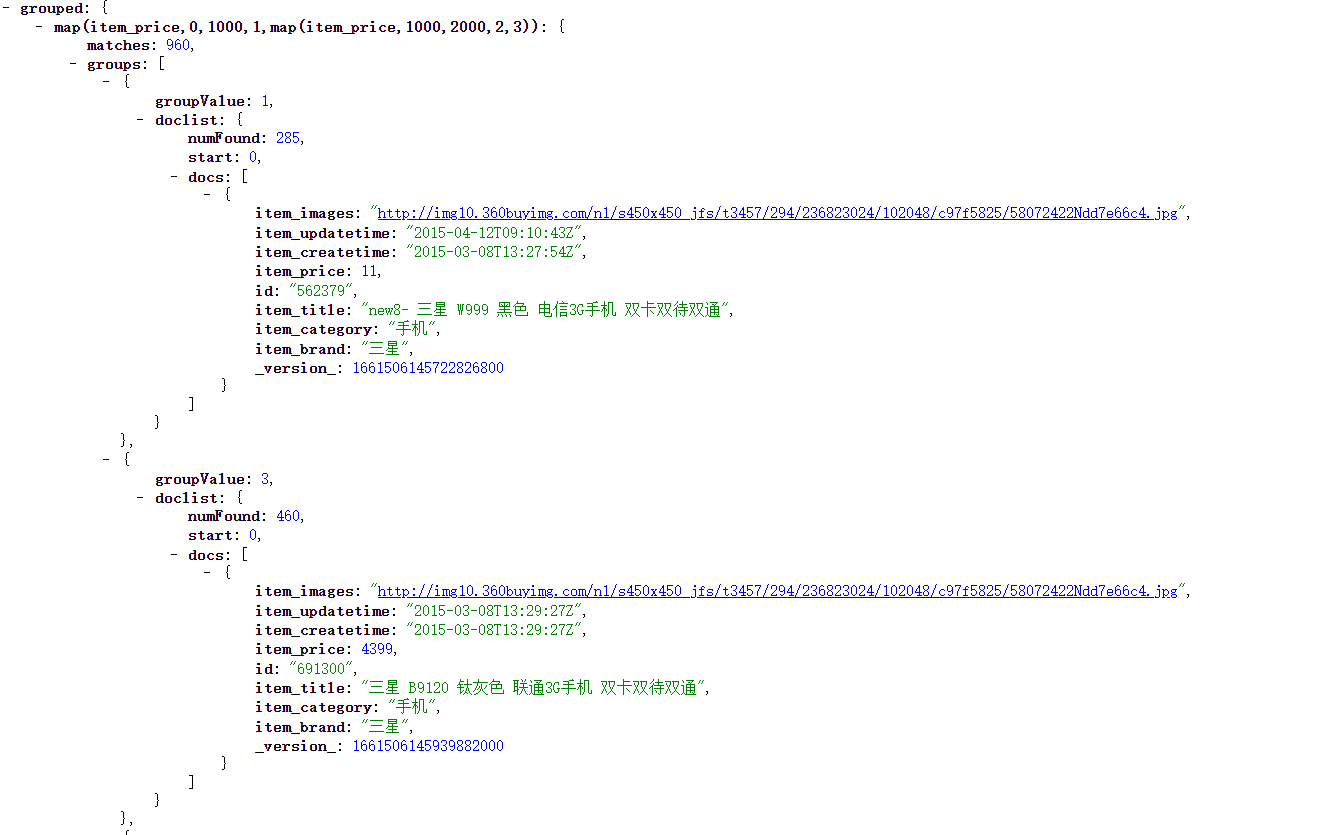 - grouped: {
- map(item_price,0,1000,1,map(item_price,1000,2000,2,3)): {
matches: 960,
- groups: [
- {
groupValue: 1,
- doclist: {
numFound: 285,
start: 0,
- docs: [
- {
item_images: "http://img10.360buyimg.com/n1/s450x450_jfs/t3457/294/236823024/102048/c97f5825/58072422Ndd7e66c4.jpg",
item_updatetime: "2015-04-12T09:10:43Z",
item_createtime: "2015-03-08T13:27:54Z",
item_price: 11,
id: "562379",
item_title: "new8- 三星 W999 黑色 电信3G手机 双卡双待双通",
item_category: "手机",
item_brand: "三星",
_version_: 1661506145722826800
}
]
}
},
- {
groupValue: 3,
- doclist: {
numFound: 460,
start: 0,
- docs: [
- {
item_images: "http://img10.360buyimg.com/n1/s450x450_jfs/t3457/294/236823024/102048/c97f5825/58072422Ndd7e66c4.jpg",
item_updatetime: "2015-03-08T13:29:27Z",
item_createtime: "2015-03-08T13:29:27Z",
item_price: 4399,
id: "691300",
item_title: "三星 B9120 钛灰色 联通3G手机 双卡双待双通",
item_category: "手机",
item_brand: "三星",
_version_: 1661506145939882000
}
]
}
},